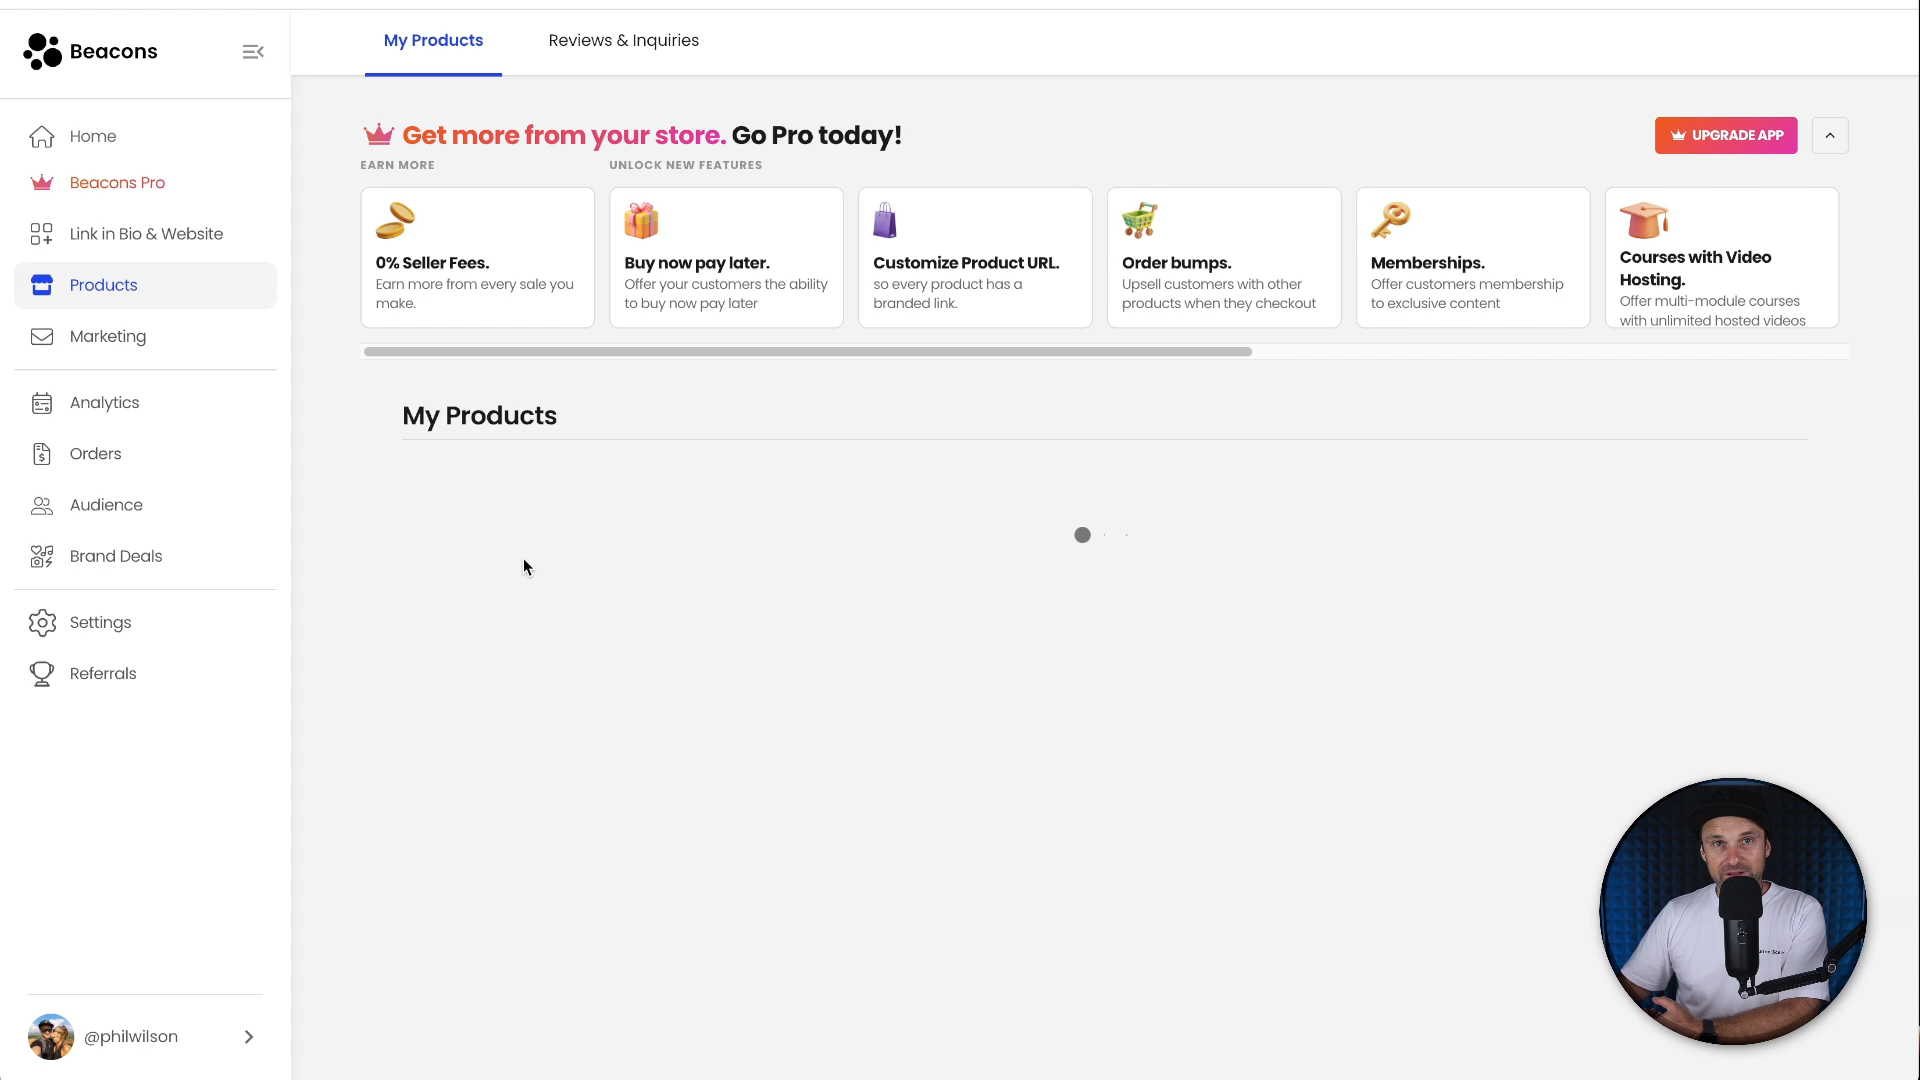 Beacons
Home
Beacons Pro
Link in Bio & Website
Products
Marketing
Analytics
Orders
Audience
Brand Deals
Settings
Referrals
@philwilson
My Products
Reviews & Inquiries
Get more from your store. Go Pro today!
UPGRADE APP
EARN MORE
UNLOCK NEW FEATURES
0% Seller Fees.
Earn more from every sale you
make.
Buy now pay later.
Offer your customers the ability
to buy now pay later
Customize Product URL.
so every product has a
branded link.
Order bumps.
Upsell customers with other
products when they checkout
Memberships.
Offer customers membership
to exclusive content
Courses with Video
Hosting.
Offer multi-module courses
with unlimited hosted videos
My Products